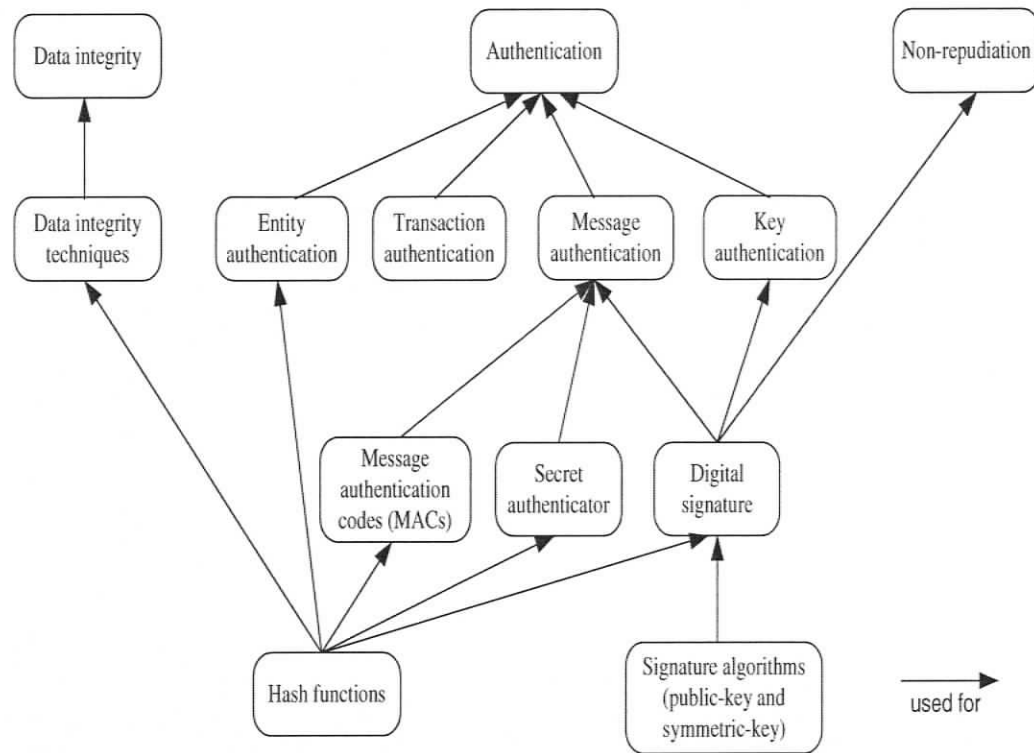 Data integrity
Authentication
Non-repudiation
Data integrity
techniques
Entity
authentication
Transaction
authentication
Message
authentication
Key
authentication
Message
authentication
codes (MACs)
Secret
authenticator
Digital
signature
Hash functions
Signature algorithms
(public-key and
symmetric-key)
used for